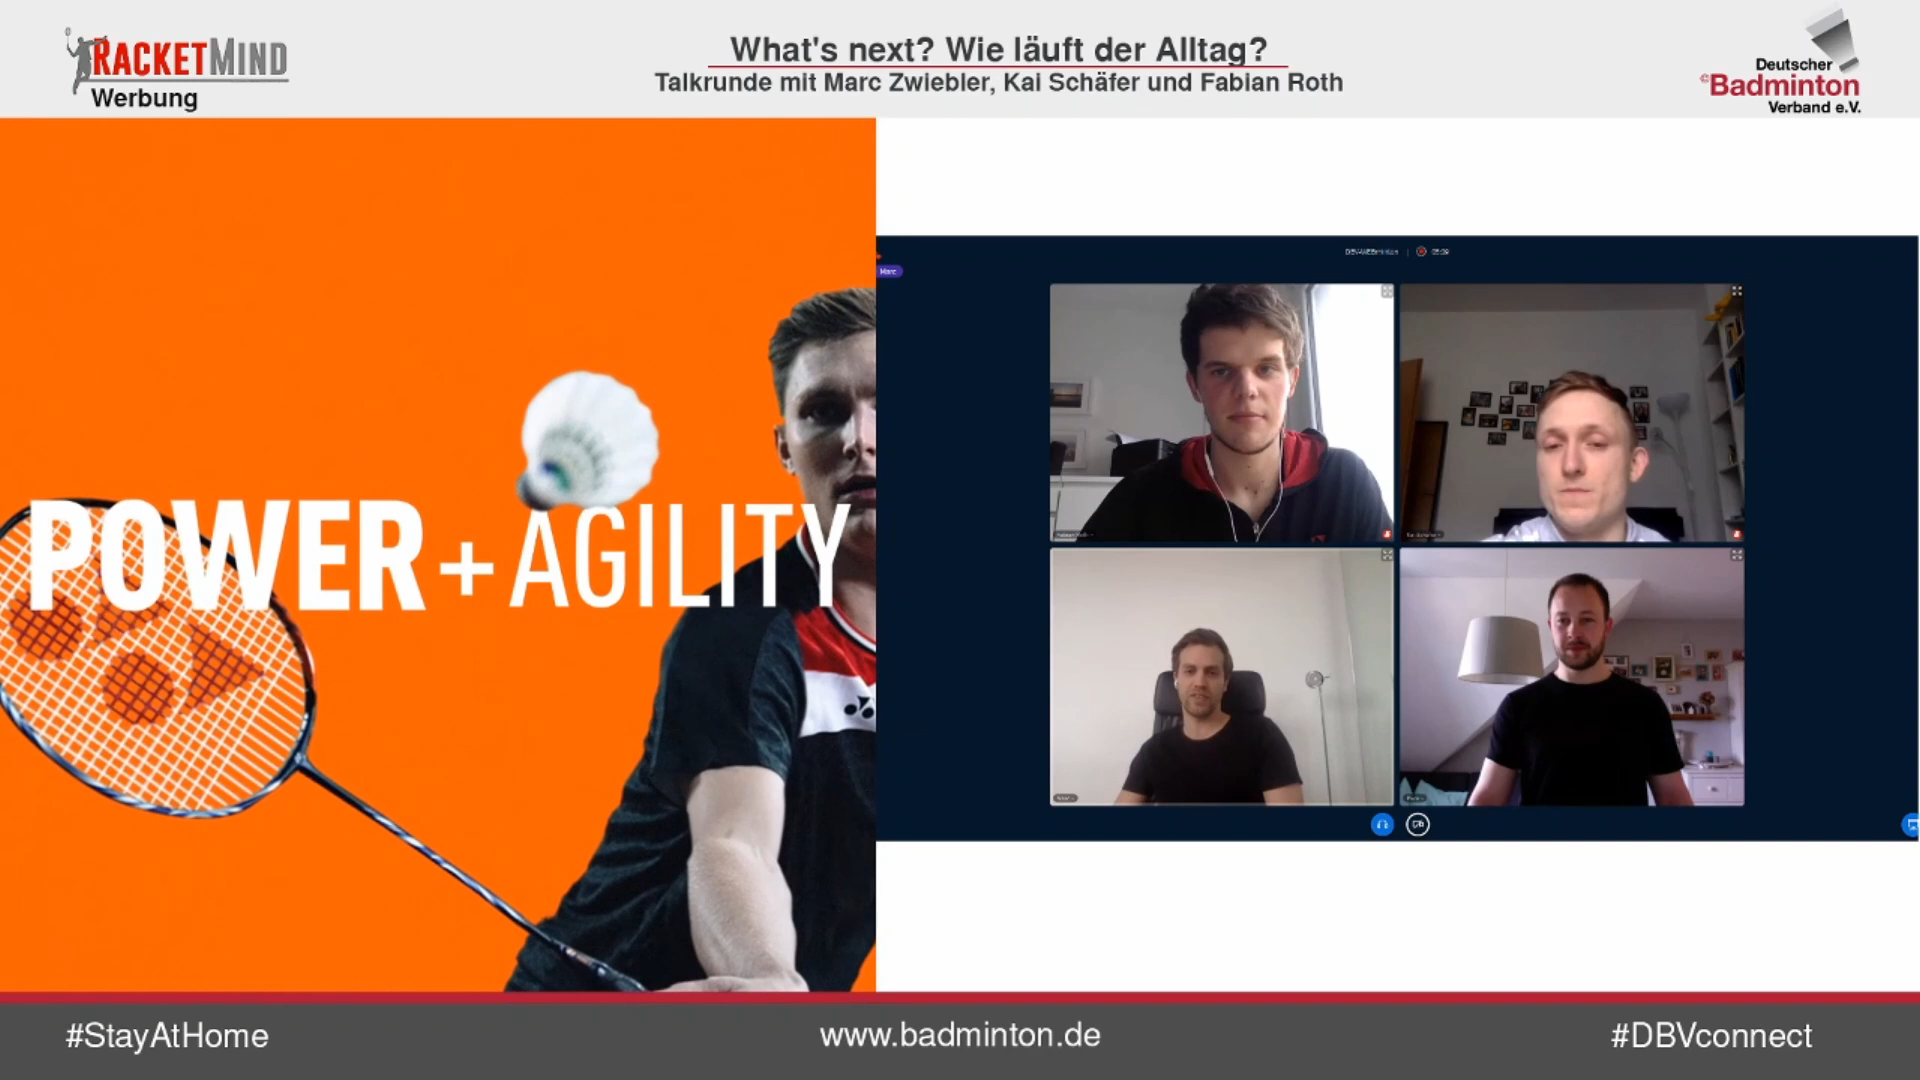 RACKETMIND
Werbung
What's next? Wie läuft der Alltag?
Talkrunde mit Marc Zwiebler, Kai Schäfer und Fabian Roth
Deutscher
Badminton
Verband e.V.
POWER + AGILITY
Marc
#StayAtHome
www.badminton.de
#DBVconnect